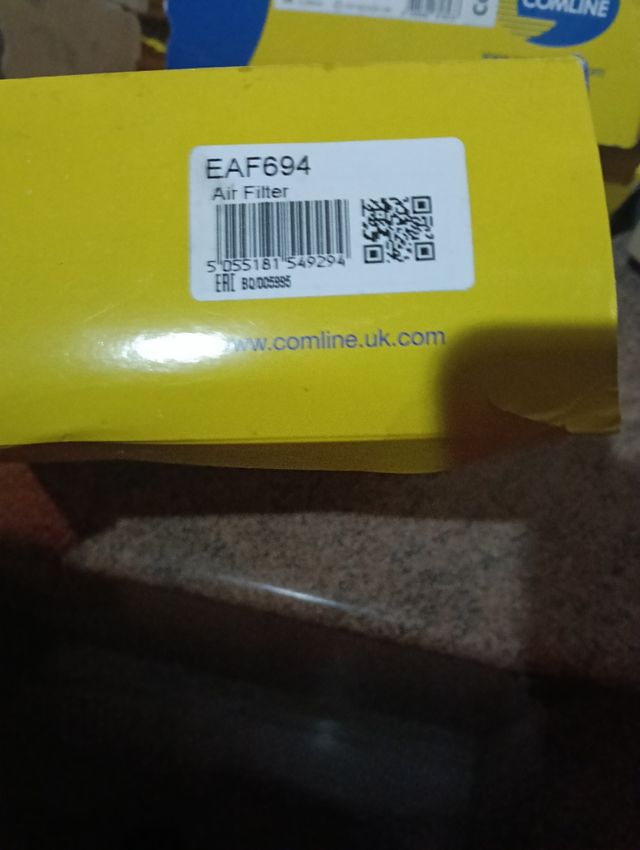 COMLINE
EAF694
Air Filter
5 055181 549294
EAC BQ/005995
www.comline.uk.com